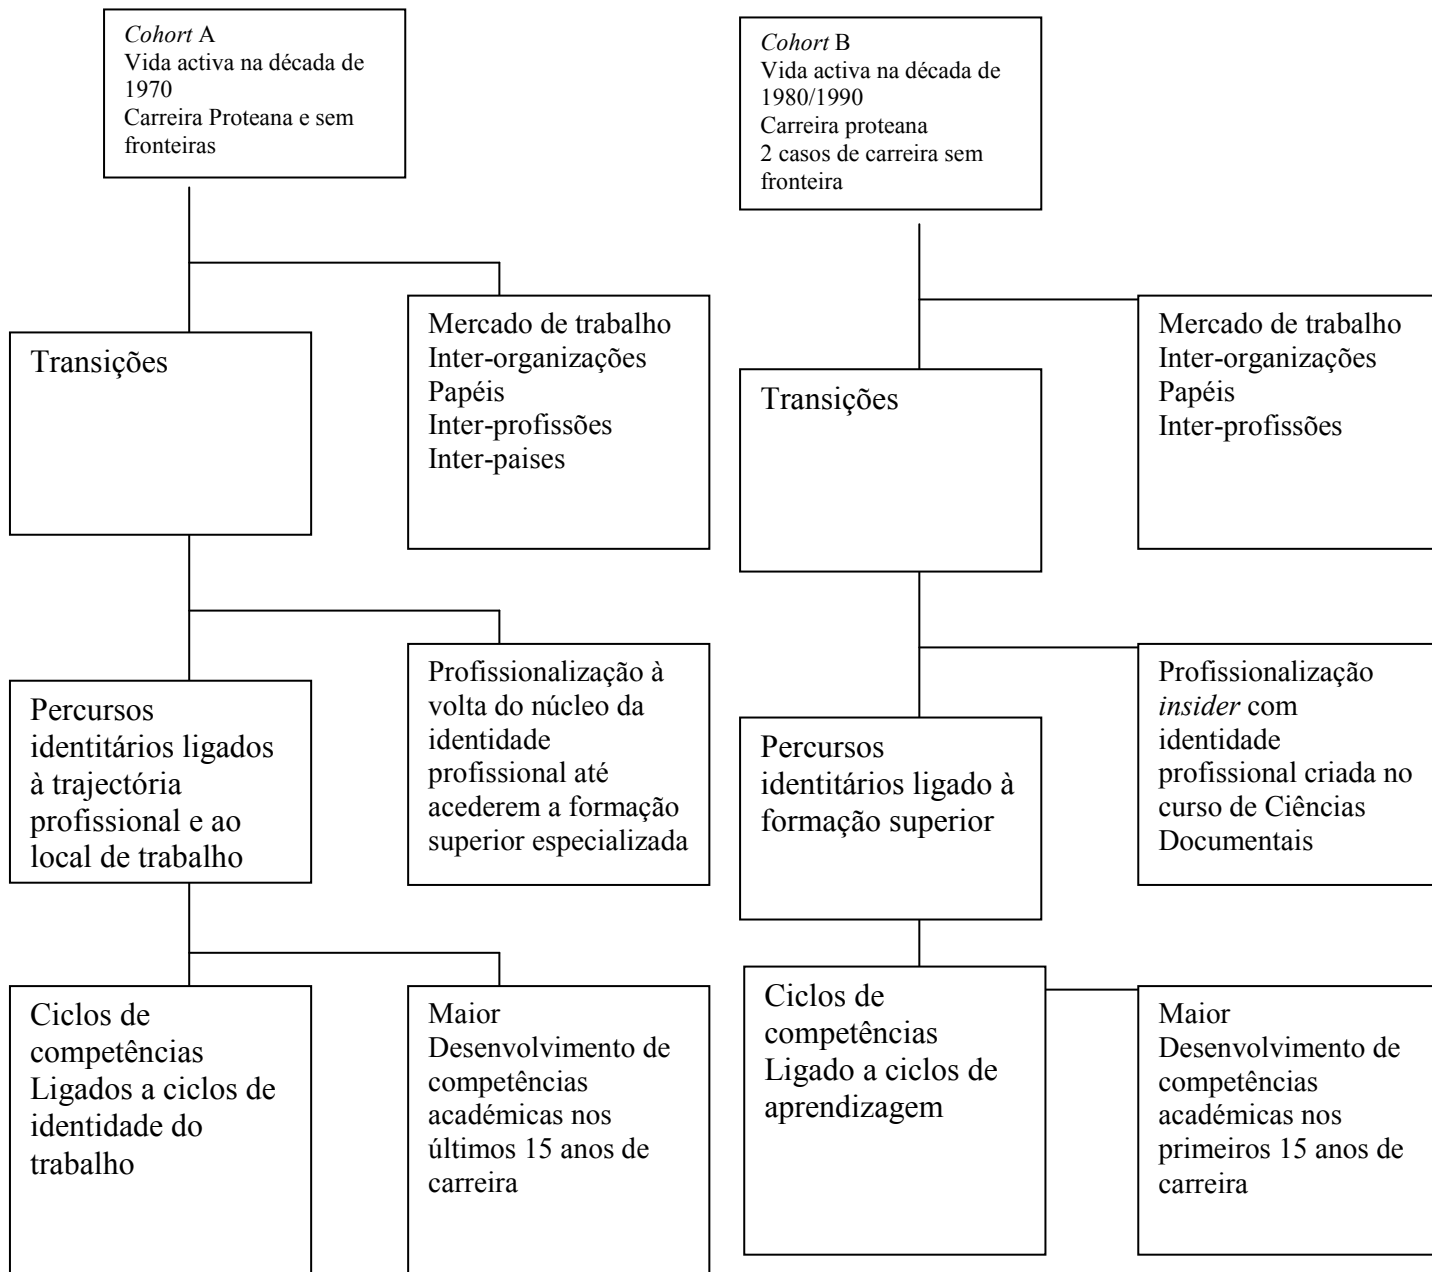 Cohort A
Vida activa na década de
1970
Carreira Proteana e sem
fronteiras
Transições
Mercado de trabalho
Inter-organizações
Papéis
Inter-profissões
Inter-paises
Percursos
identitários ligados
à trajectória
profissional e ao
local de trabalho
Profissionalização à
volta do núcleo da
identidade
profissional até
acederem a formação
superior especializada
Ciclos de
competências
Ligados a ciclos de
identidade do
trabalho
Maior
Desenvolvimento de
competências
académicas nos
últimos 15 anos de
carreira
Cohort B
Vida activa na década de
1980/1990
Carreira proteana
2 casos de carreira sem
fronteira
Transições
Mercado de trabalho
Inter-organizações
Papéis
Inter-profissões
Percursos
identitários ligado à
formação superior
Profissionalização
insider com
identidade
profissional criada no
curso de Ciências
Documentais
Ciclos de
competências
Ligado a ciclos de
aprendizagem
Maior
Desenvolvimento de
competências
académicas nos
primeiros 15 anos de
carreira